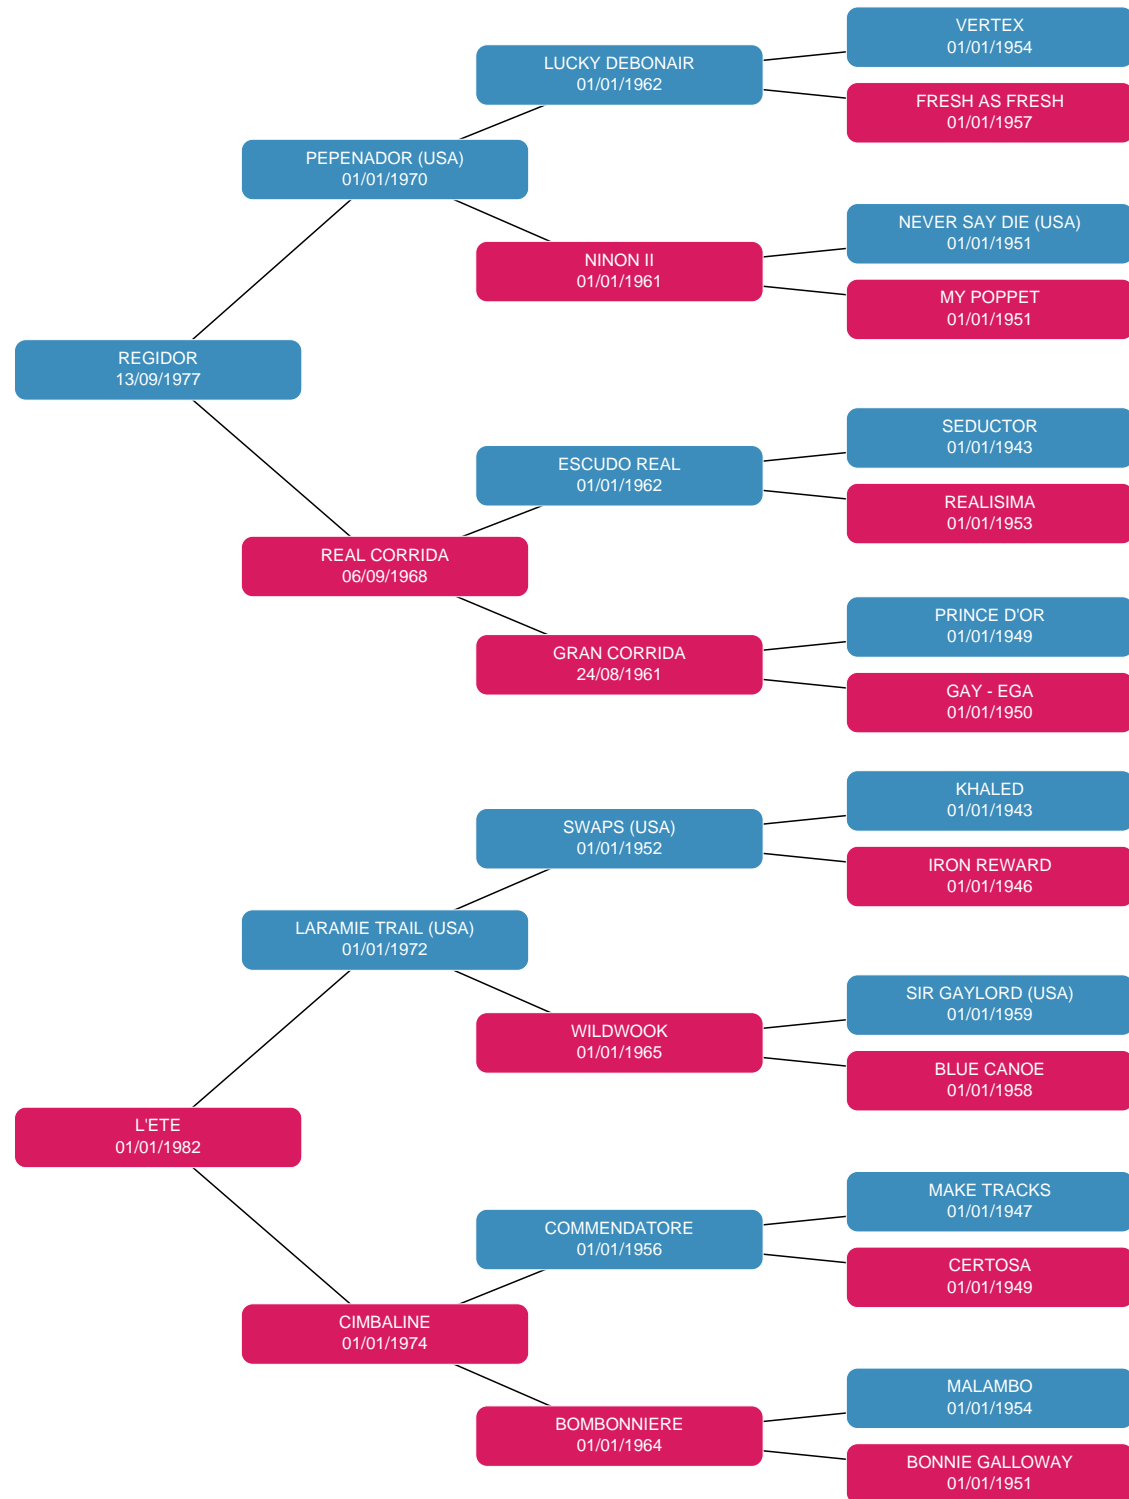 VERTEX
01/01/1954
LUCKY DEBONAIR
01/01/1962
FRESH AS FRESH
01/01/1957
PEPENADOR (USA)
01/01/1970
NEVER SAY DIE (USA)
01/01/1951
NINON II
01/01/1961
MY POPPET
01/01/1951
REGIDOR
13/09/1977
SEDUCTOR
01/01/1943
ESCUDO REAL
01/01/1962
REALISIMA
01/01/1953
REAL CORRIDA
06/09/1968
PRINCE D'OR
01/01/1949
GRAN CORRIDA
24/08/1961
GAY - EGA
01/01/1950
KHALED
01/01/1943
SWAPS (USA)
01/01/1952
IRON REWARD
01/01/1946
LARAMIE TRAIL (USA)
01/01/1972
SIR GAYLORD (USA)
01/01/1959
WILDWOOK
01/01/1965
BLUE CANOE
01/01/1958
L'ETE
01/01/1982
MAKE TRACKS
01/01/1947
COMMENDATORE
01/01/1956
CERTOSA
01/01/1949
CIMBALINE
01/01/1974
MALAMBO
01/01/1954
BOMBONNIERE
01/01/1964
BONNIE GALLOWAY
01/01/1951